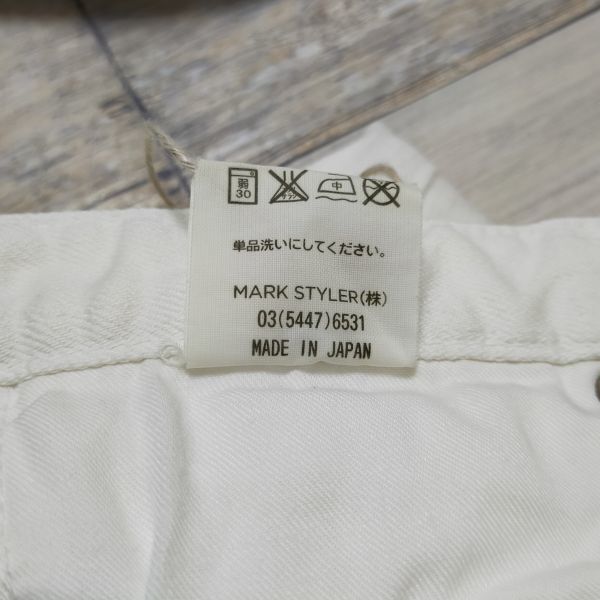 弱 30 中
単品洗いにしてください。
MARK STYLER(株)
03(5447)6531
MADE IN JAPAN